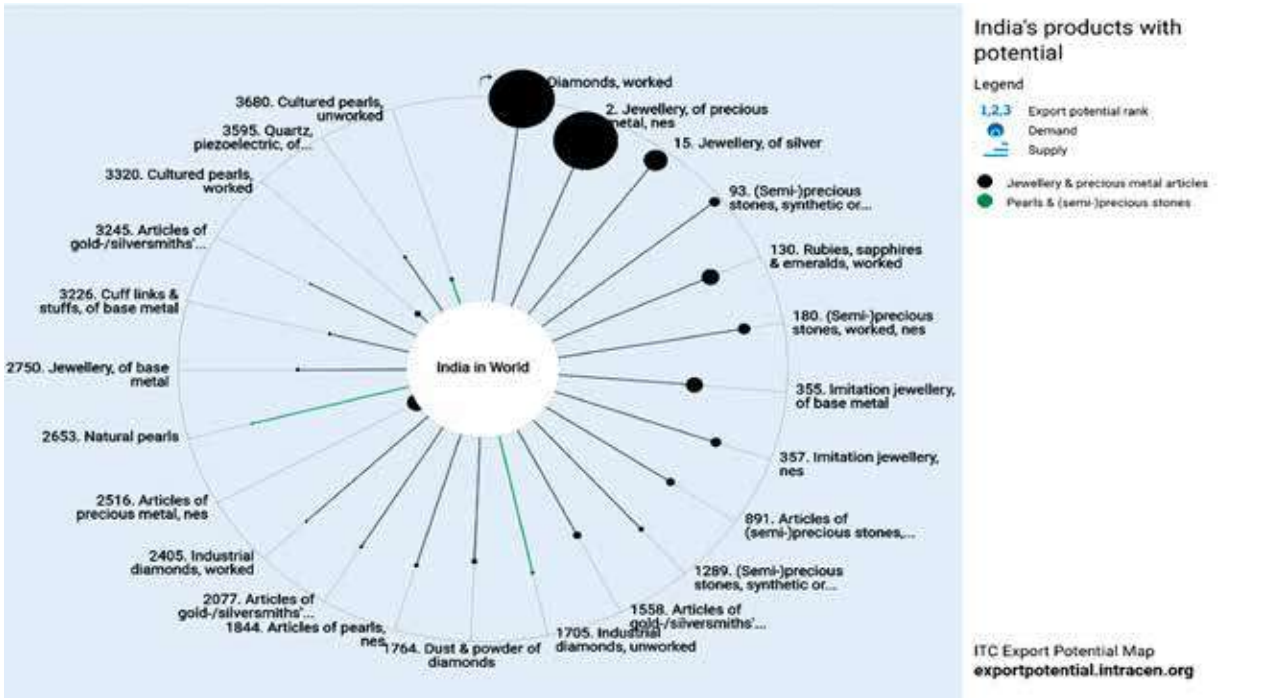 India's products with
potential
Legend
1,2,3 Export potential rank
Demand
Supply
Jewellery & precious metal articles
Pearls & (semi-)precious stones
Diamonds, worked
2. Jewellery, of precious
metal, nes
15. Jewellery, of silver
93. (Semi-)precious
stones, synthetic or...
130. Rubies, sapphires
& emeralds, worked
180. (Semi-)precious
stones, worked, nes
355. Imitation jewellery,
of base metal
357. Imitation jewellery,
nes
891. Articles of
(semi-)precious stones,...
1289. (Semi-)precious
stones, synthetic or...
1558. Articles of
gold-/silversmiths'...
1705. Industrial
diamonds, unworked
1764. Dust & powder of
diamonds
1844. Articles of pearls,
nes
2077. Articles of
gold-/silversmiths'...
2405. Industrial
diamonds, worked
2516. Articles of
precious metal, nes
2653. Natural pearls
2750. Jewellery, of base
metal
3226. Cuff links &
stuffs, of base metal
3245. Articles of
gold-/silversmiths'...
3320. Cultured pearls,
worked
3595. Quartz,
piezoelectric, of...
3680. Cultured pearls,
unworked
India in World
ITC Export Potential Map
exportpotential.intracen.org